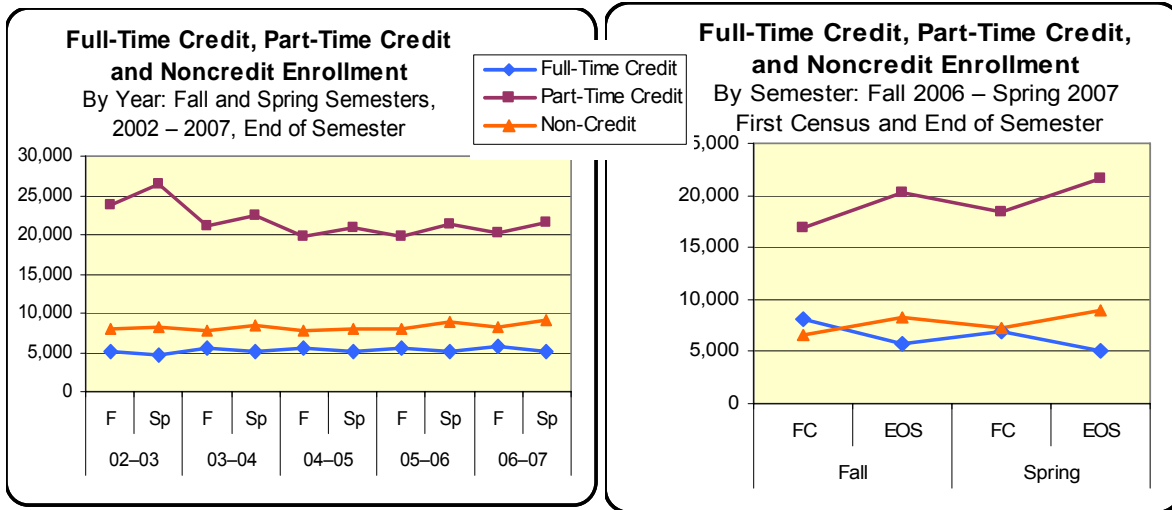 Full-Time Credit, Part-Time Credit
and Noncredit Enrollment
By Year: Fall and Spring Semesters,
2002 – 2007, End of Semester
30,000
25,000
20,000
15,000
10,000
5,000
0
F Sp F Sp F Sp F Sp F Sp
02–03 03–04 04–05 05–06 06–07
Full-Time Credit
Part-Time Credit
Non-Credit
Full-Time Credit, Part-Time Credit,
and Noncredit Enrollment
By Semester: Fall 2006 – Spring 2007
First Census and End of Semester
5,000
20,000
15,000
10,000
5,000
0
FC EOS FC EOS
Fall Spring